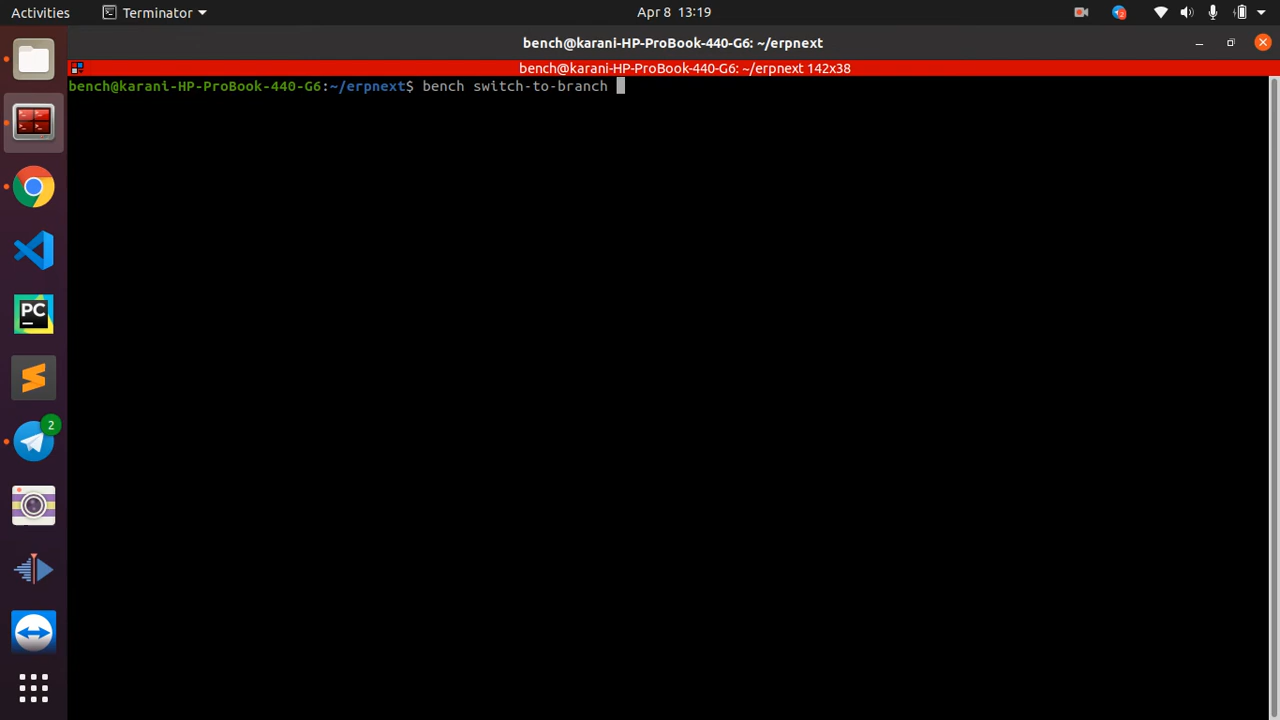 Activities
Terminator
Apr 8 13:19
2
bench@karani-HP-ProBook-440-G6: ~/erpnext
bench@karani-HP-ProBook-440-G6: ~/erpnext 142x38
bench@karani-HP-ProBook-440-G6:~/erpnext$ bench switch-to-branch
PC
2